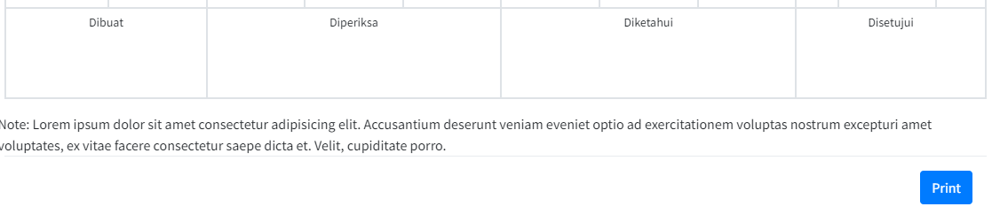 Dibuat Diperiksa Diketahui Disetujui
Note: Lorem ipsum dolor sit amet consectetur adipisicing elit. Accusantium deserunt veniam eveniet optio ad exercitationem voluptas nostrum excepturi amet
voluptates, ex vitae facere consectetur saepe dicta et. Velit, cupiditate porro.
Print